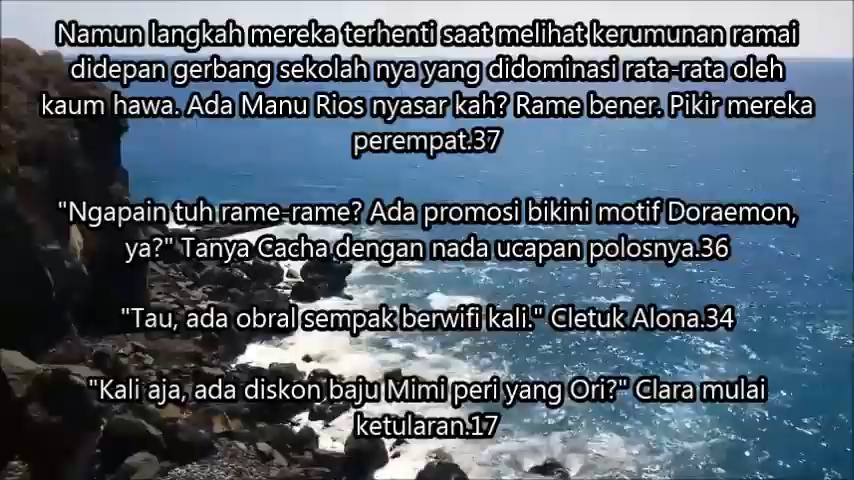 Namun langkah mereka terhenti saat melihat kerumunan ramai
didepan gerbang sekolah nya yang didominasi rata-rata oleh
kaum hawa. Ada Manu Rios nyasar kah? Rame bener. Pikir mereka
perempat.37
"Ngapain tuh rame-rame? Ada promosi bikini motif Doraemon,
ya?" Tanya Cacha dengan nada ucapan polosnya.36
"Tau, ada obral sempak berwifi kali." Cletuk Alona.34
"Kali aja, ada diskon baju Mimi peri yang Ori?" Clara mulai
ketularan.17